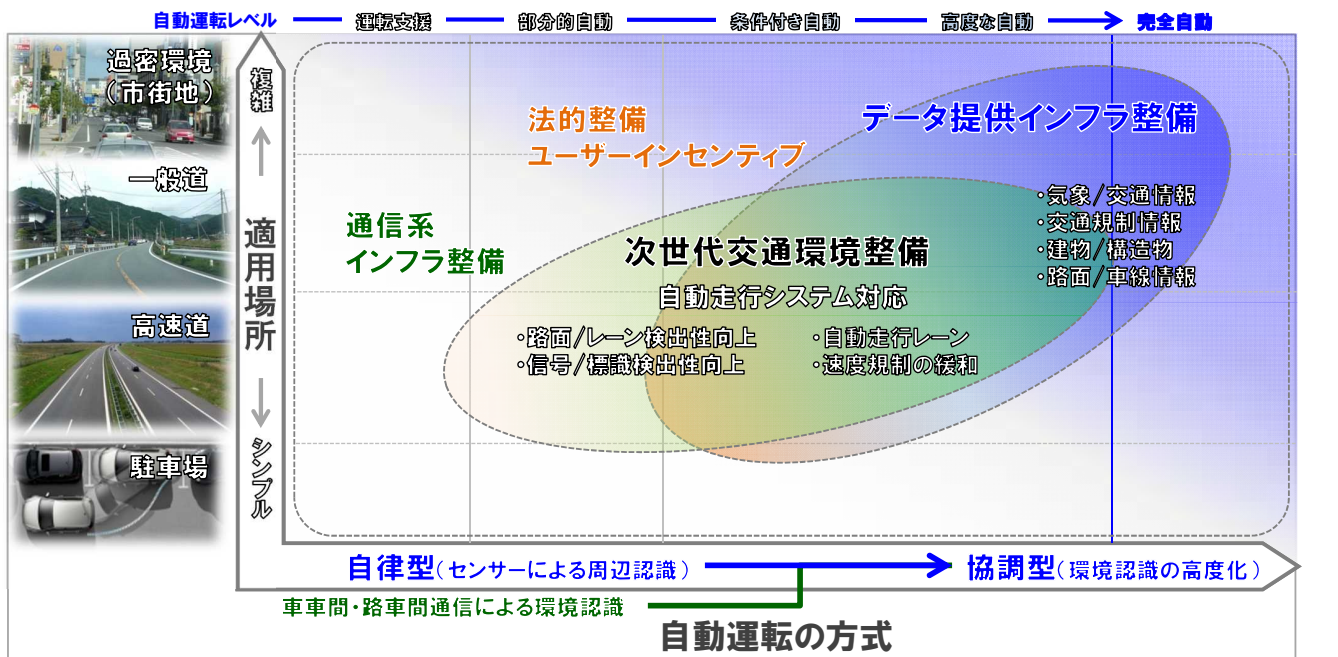 自動運転レベル 運転支援 部分的自動 条件付き自動 高度な自動 完全自動
過密環境
（市街地）
一般道
高速道
駐車場
複雑
適用場所
シンプル
法的整備
ユーザーインセンティブ
データ提供インフラ整備
通信系
インフラ整備
・気象/交通情報
・交通規制情報
・建物/構造物
・路面/車線情報
次世代交通環境整備
自動走行システム対応
・路面/レーン検出性向上
・信号/標識検出性向上
・自動走行レーン
・速度規制の緩和
自律型（センサーによる周辺認識）
協調型（環境認識の高度化）
車車間・路車間通信による環境認識
自動運転の方式